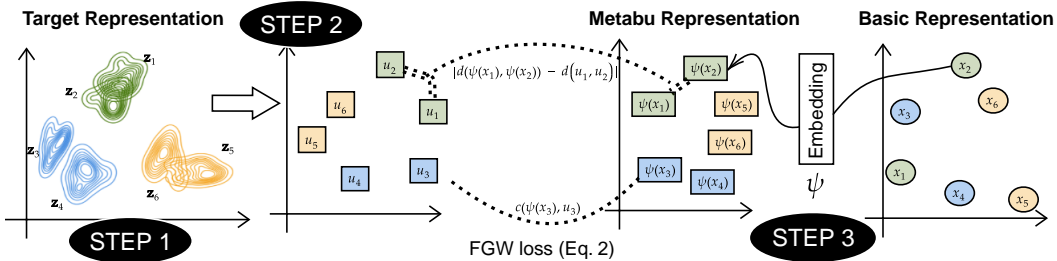 Target Representation
STEP 2
Metabu Representation
Basic Representation
z₁
z₂
z₃
z₄
z₅
z₆
STEP 1
u₂
u₁
u₆
u₅
u₄
u₃
|d(ψ(x₁), ψ(x₂)) − d(u₁, u₂)|
c(ψ(x₃), u₃)
FGW loss (Eq. 2)
ψ(x₂)
ψ(x₁)
ψ(x₅)
ψ(x₆)
ψ(x₃)
ψ(x₄)
Embedding
ψ
STEP 3
x₂
x₆
x₃
x₁
x₄
x₅